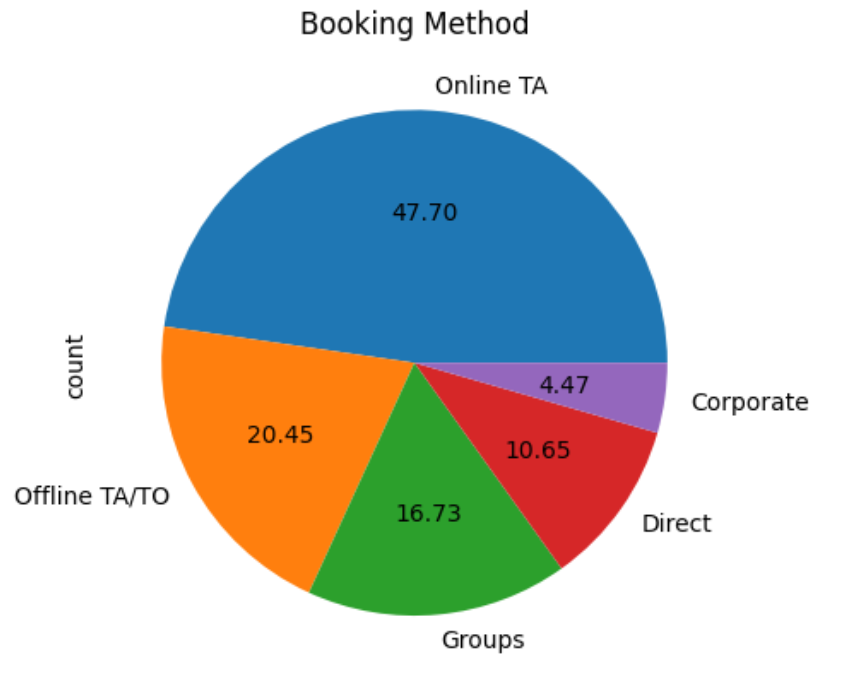 Booking Method
Online TA
47.70
count
4.47
Corporate
20.45
10.65
Offline TA/TO
16.73
Direct
Groups